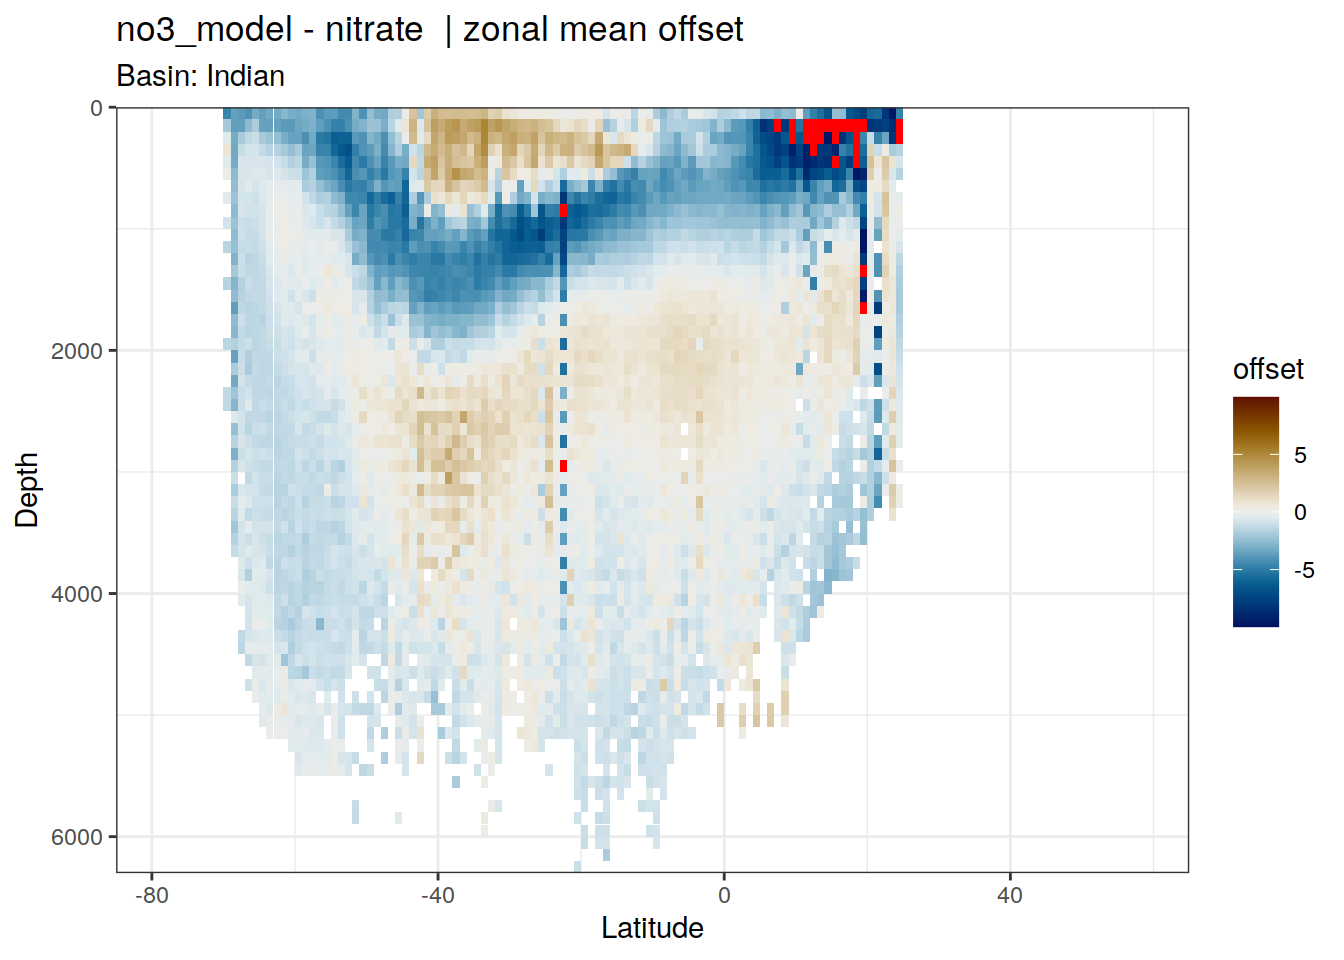 no3_model - nitrate  | zonal mean offset
Basin: Indian
0
2000
4000
6000
Depth
-80
-40
0
40
Latitude
offset
5
0
-5